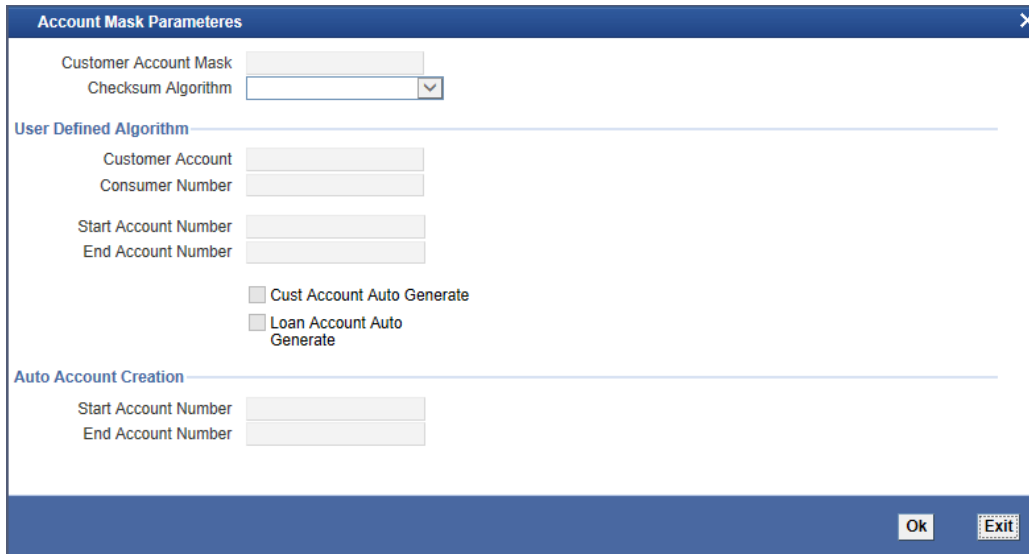 Account Mask Parameteres
Customer Account Mask
Checksum Algorithm
User Defined Algorithm
Customer Account
Consumer Number
Start Account Number
End Account Number
Cust Account Auto Generate
Loan Account Auto
Generate
Auto Account Creation
Start Account Number
End Account Number
Ok Exit